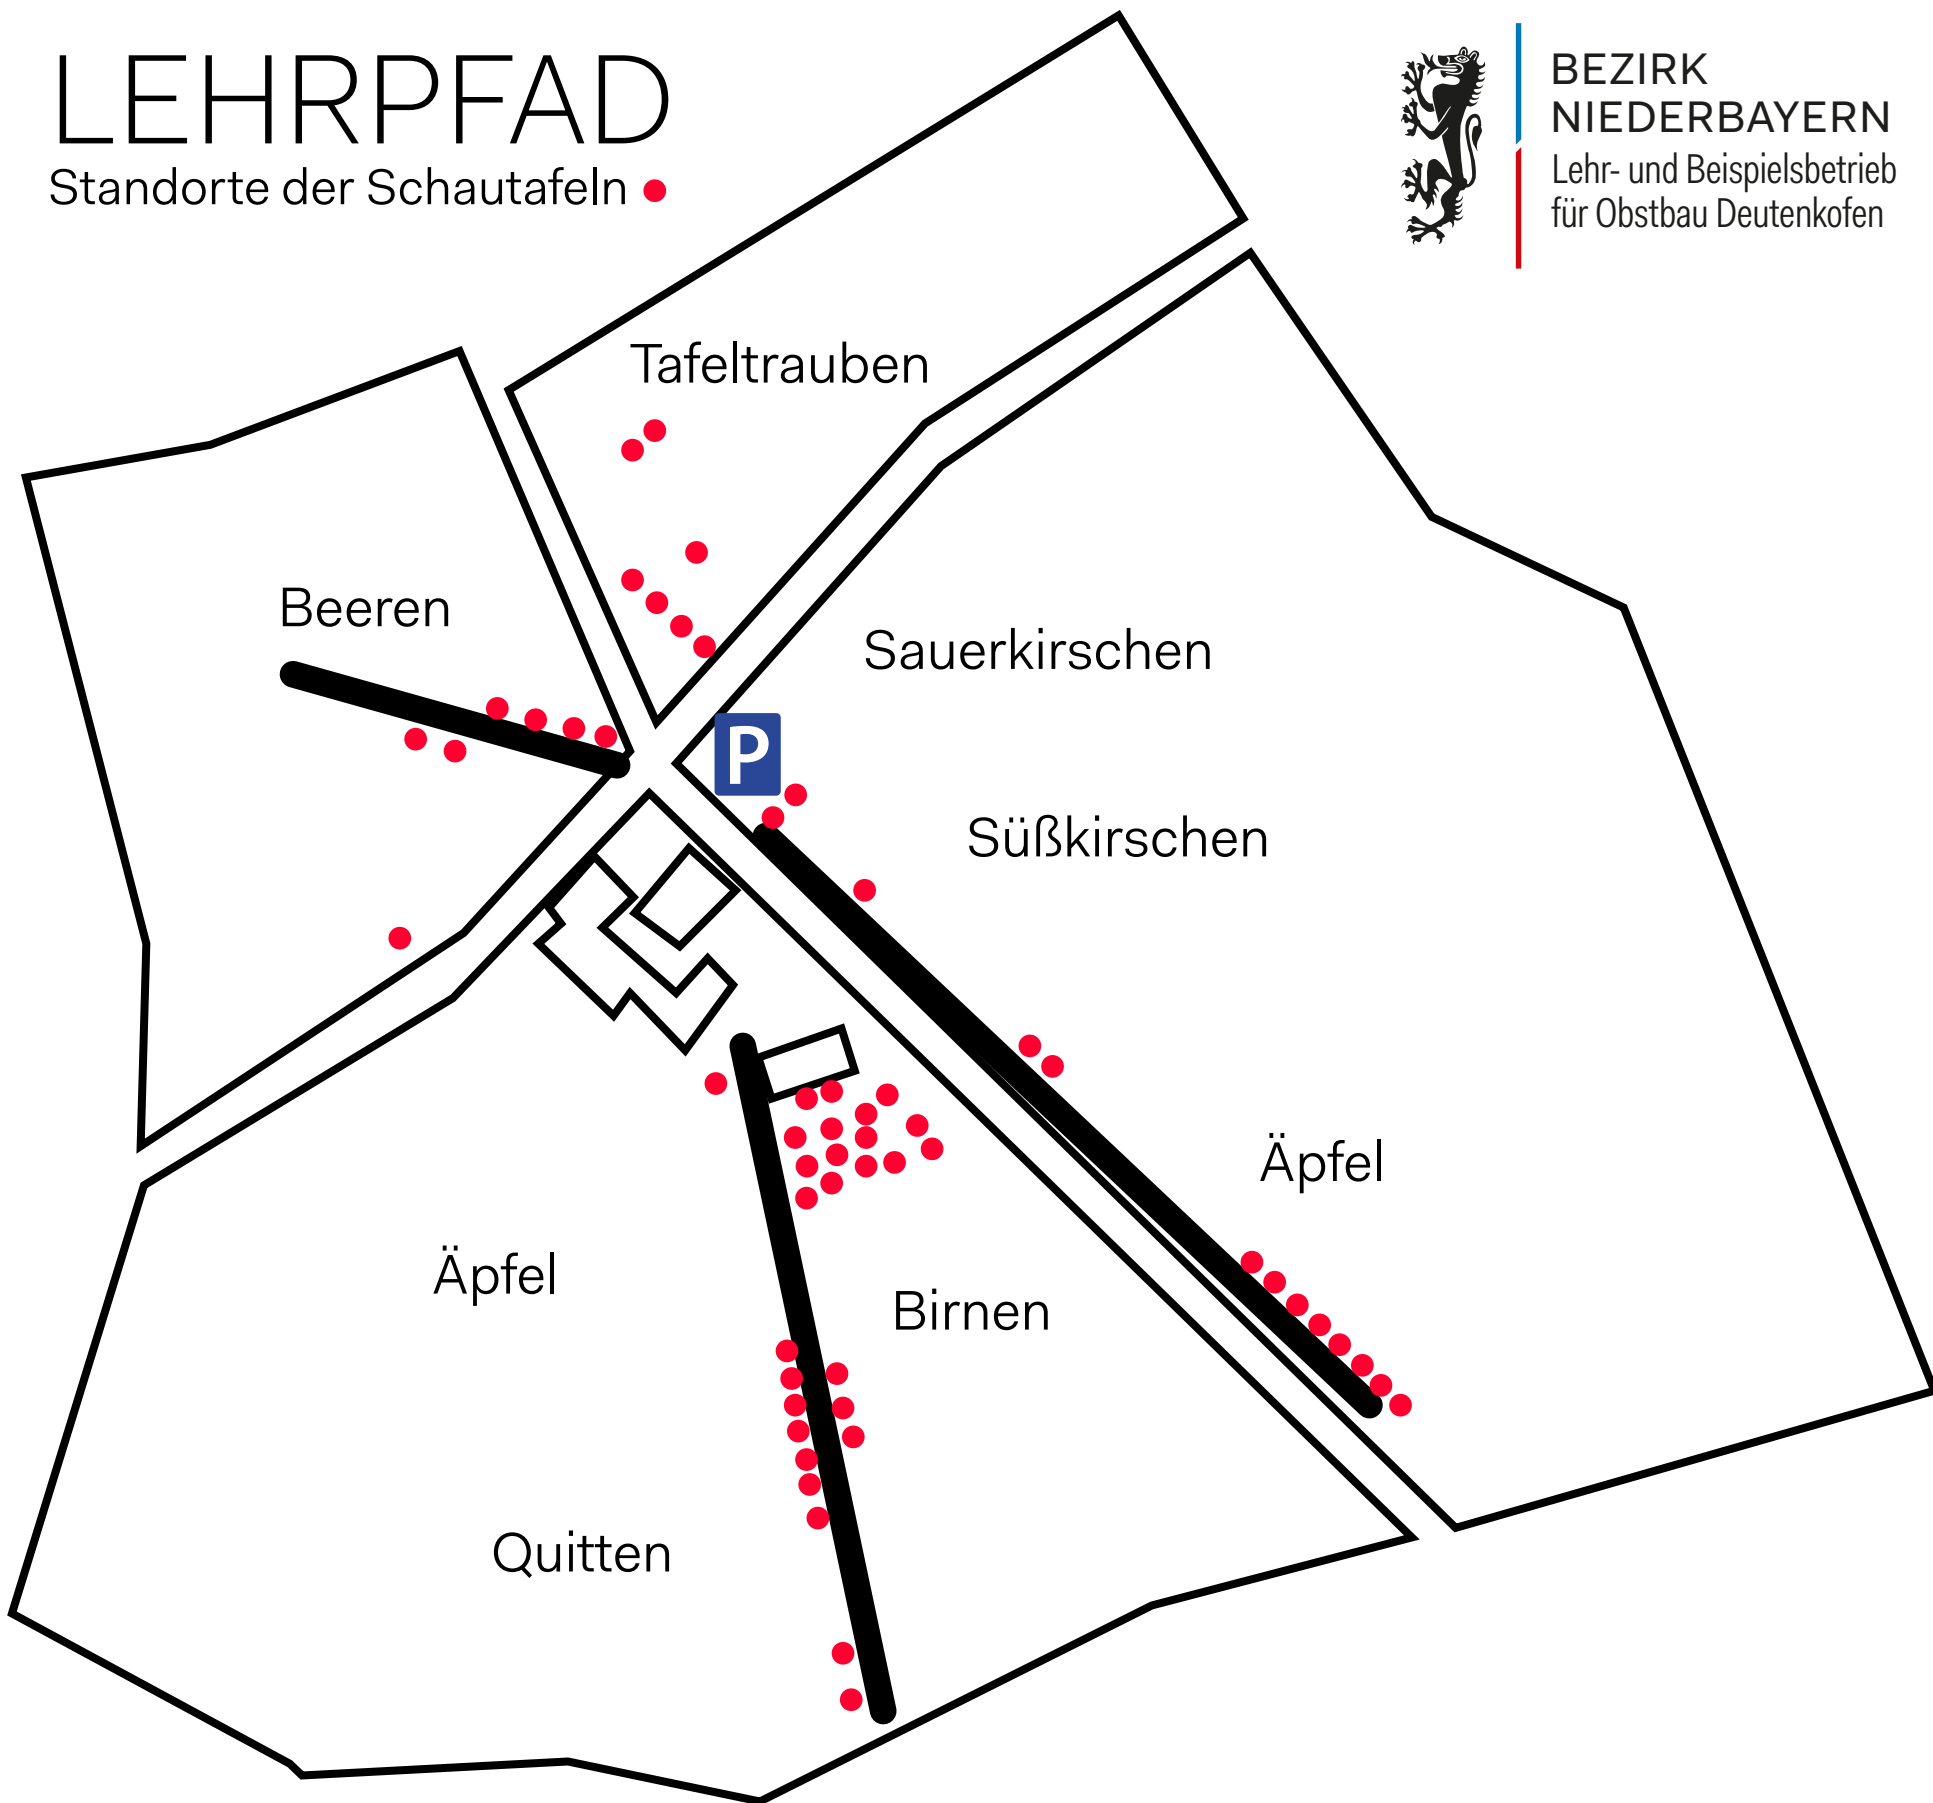 LEHRPFAD
Standorte der Schautafeln
BEZIRK
NIEDERBAYERN
Lehr- und Beispielsbetrieb
für Obstbau Deutenkofen
Tafeltrauben
Beeren
Sauerkirschen
P
Süßkirschen
Äpfel
Äpfel
Birnen
Quitten